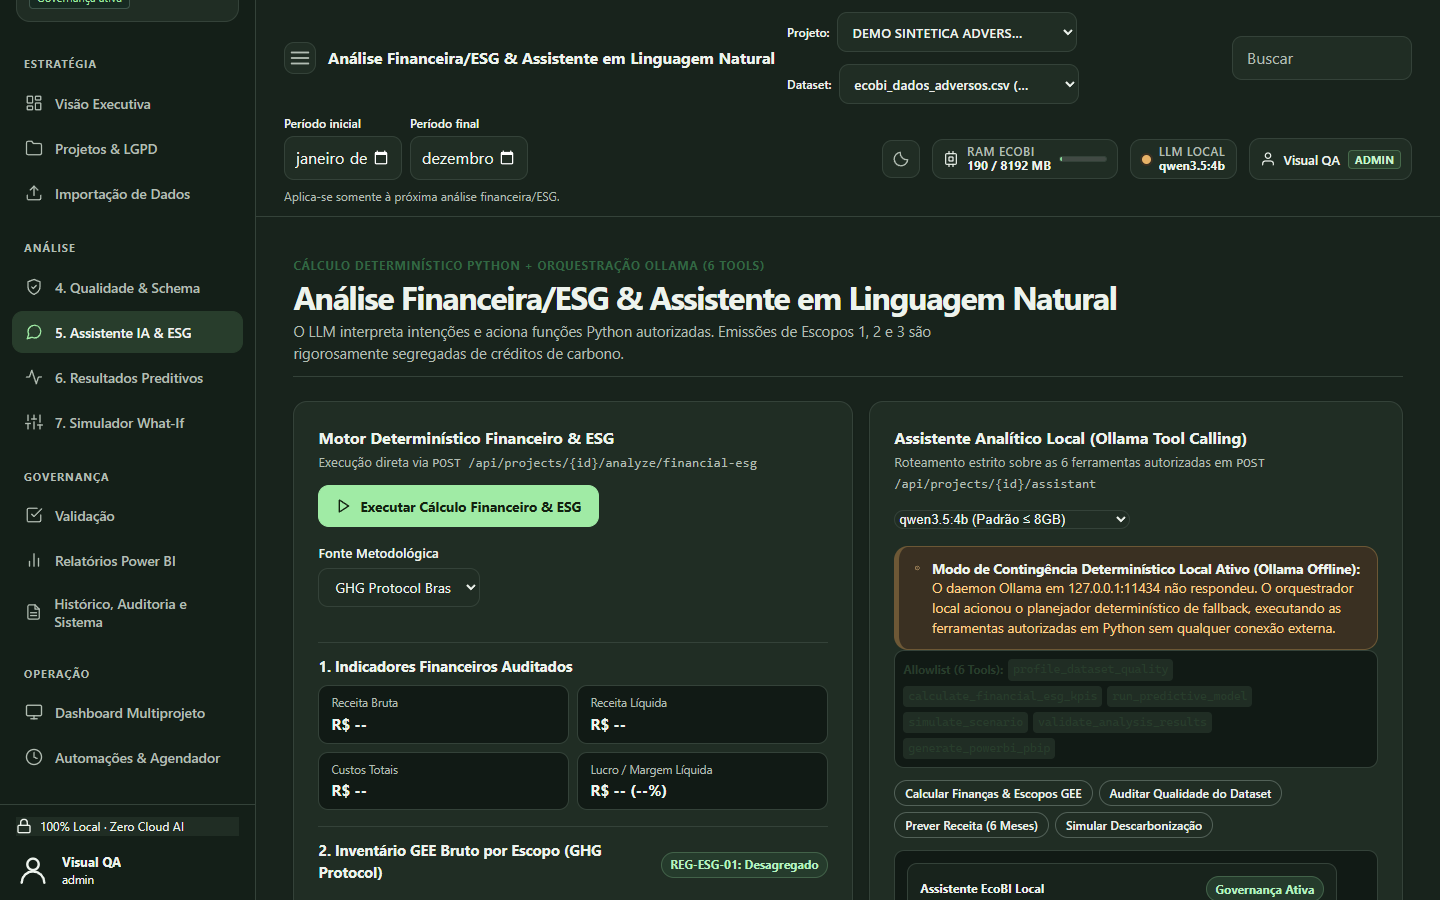 Governança ativa
ESTRATÉGIA
Visão Executiva
Projetos & LGPD
Importação de Dados
ANÁLISE
4. Qualidade & Schema
5. Assistente IA & ESG
6. Resultados Preditivos
7. Simulador What-If
GOVERNANÇA
Validação
Relatórios Power BI
Histórico, Auditoria e
Sistema
OPERAÇÃO
Dashboard Multiprojeto
Automações & Agendador
100% Local · Zero Cloud AI
Visual QA
admin
Análise Financeira/ESG & Assistente em Linguagem Natural
Projeto:
DEMO SINTETICA ADVERS...
Dataset:
ecobi_dados_adversos.csv (...
Buscar
Período inicial
Período final
janeiro de
dezembro
Aplica-se somente à próxima análise financeira/ESG.
RAM ECOBI
190 / 8192 MB
LLM LOCAL
qwen3.5:4b
Visual QA
ADMIN
CÁLCULO DETERMINÍSTICO PYTHON + ORQUESTRAÇÃO OLLAMA (6 TOOLS)
Análise Financeira/ESG & Assistente em Linguagem Natural
O LLM interpreta intenções e aciona funções Python autorizadas. Emissões de Escopos 1, 2 e 3 são
rigorosamente segregadas de créditos de carbono.
Motor Determinístico Financeiro & ESG
Execução direta via POST /api/projects/{id}/analyze/financial-esg
Executar Cálculo Financeiro & ESG
Fonte Metodológica
GHG Protocol Bras
1. Indicadores Financeiros Auditados
Receita Bruta
R$ --
Receita Líquida
R$ --
Custos Totais
R$ --
Lucro / Margem Líquida
R$ -- (--%)
2. Inventário GEE Bruto por Escopo (GHG
Protocol)
REG-ESG-01: Desagregado
Assistente Analítico Local (Ollama Tool Calling)
Roteamento estrito sobre as 6 ferramentas autorizadas em POST
/api/projects/{id}/assistant
qwen3.5:4b (Padrão ≤ 8GB)
Modo de Contingência Determinístico Local Ativo (Ollama Offline):
O daemon Ollama em 127.0.0.1:11434 não respondeu. O orquestrador
local acionou o planejador determinístico de fallback, executando as
ferramentas autorizadas em Python sem qualquer conexão externa.
Allowlist (6 Tools): profile_dataset_quality
calculate_financial_esg_kpis run_predictive_model
simulate_scenario validate_analysis_results
generate_powerbi_pbip
Calcular Finanças & Escopos GEE
Auditar Qualidade do Dataset
Prever Receita (6 Meses)
Simular Descarbonização
Assistente EcoBI Local
Governança Ativa